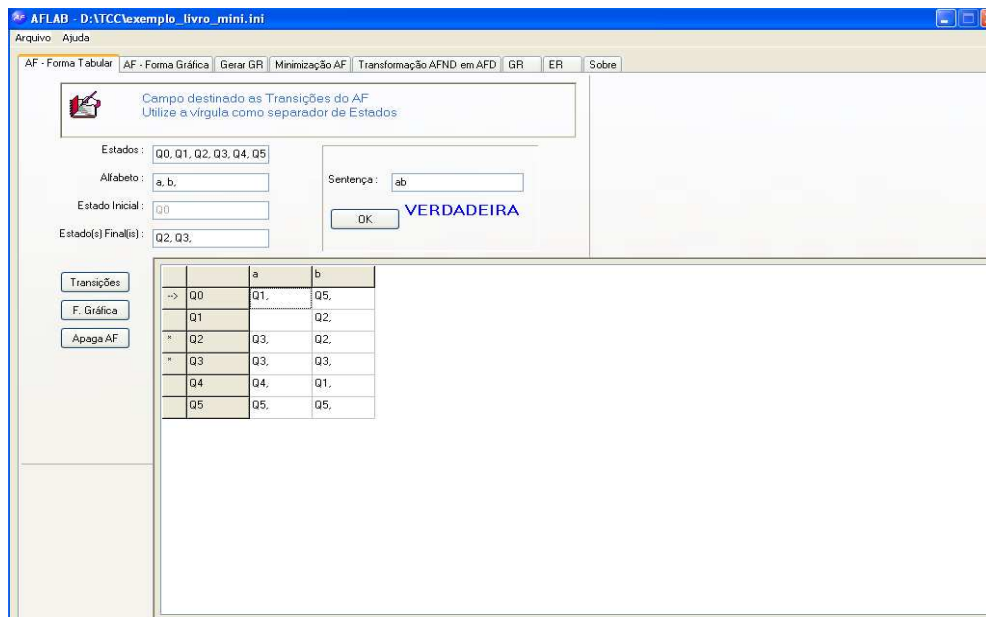 AFLAB - D:\TCC\exemplo_livro_mini.ini
Arquivo Ajuda
AF - Forma Tabular AF - Forma Gráfica Gerar GR Minimização AF Transformação AFND em AFD GR ER Sobre
Campo destinado as Transições do AF
Utilize a vírgula como separador de Estados
Estados : Q0, Q1, Q2, Q3, Q4, Q5
Alfabeto : a, b,
Estado Inicial : Q0
Estado(s) Final(is) : Q2, Q3,
Sentença : ab
OK VERDADEIRA
Transições
F. Gráfica
Apaga AF
a b
--> Q0 Q1, Q5,
Q1 Q2,
* Q2 Q3, Q2,
* Q3 Q3, Q3,
Q4 Q4, Q1,
Q5 Q5, Q5,